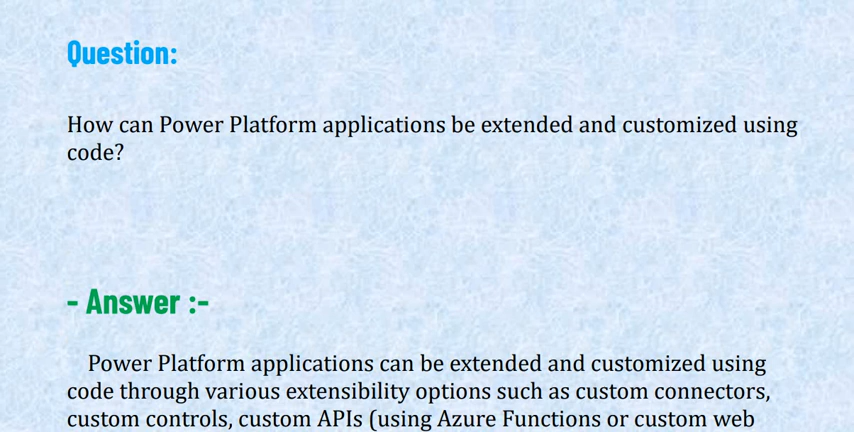 Question:
How can Power Platform applications be extended and customized using
code?
- Answer :-
Power Platform applications can be extended and customized using
code through various extensibility options such as custom connectors,
custom controls, custom APIs (using Azure Functions or custom web